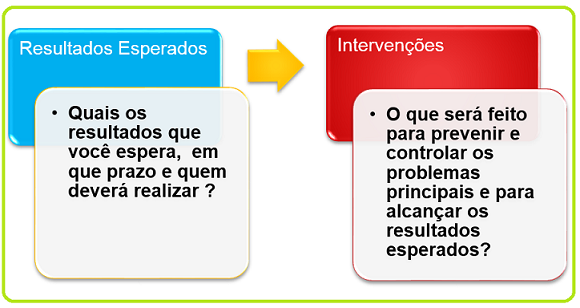 Resultados Esperados
• Quais os
resultados que
você espera, em
que prazo e quem
deverá realizar ?
Intervenções
• O que será feito
para prevenir e
controlar os
problemas
principais e para
alcançar os
resultados
esperados?